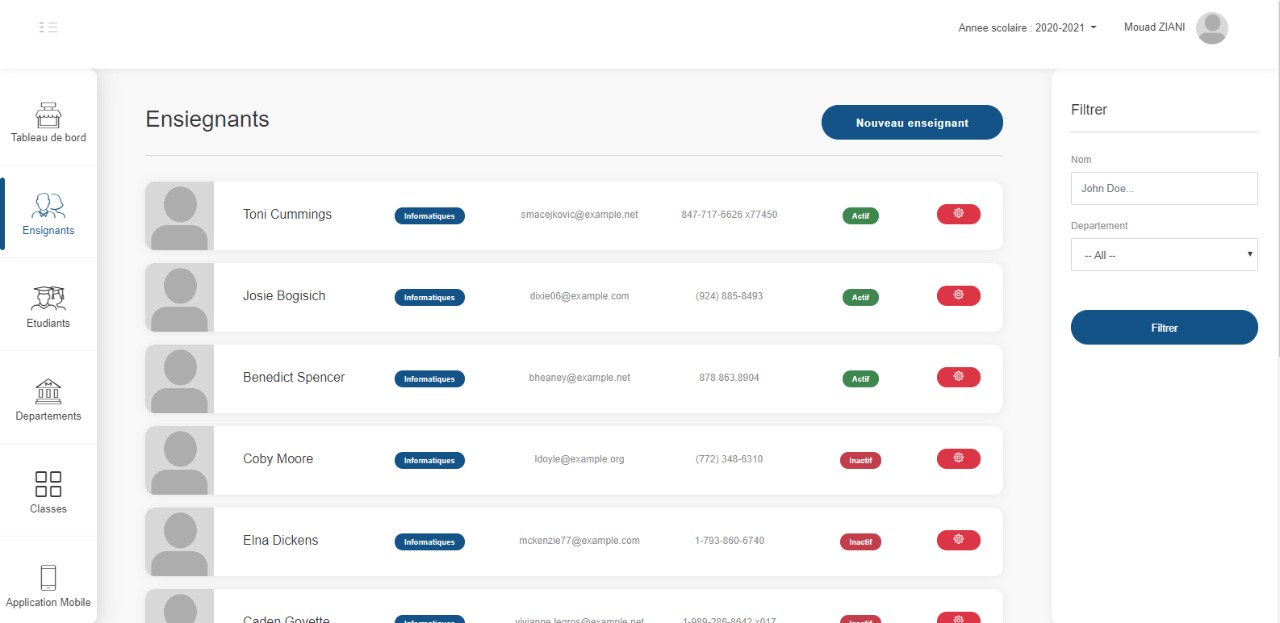 Annee scolaire : 2020-2021
Mouad ZIANI
Tableau de bord
Ensignants
Etudiants
Departements
Classes
Application Mobile
Ensiegnants
Nouveau enseignant
Toni Cummings Informatiques smacejkovic@example.net 847-717-6626 x77450 Actif
Josie Bogisich Informatiques dixie06@example.com (924) 885-8493 Actif
Benedict Spencer Informatiques bheaney@example.net 878.863.8904 Actif
Coby Moore Informatiques ldoyle@example.org (772) 348-6310 Inactif
Elna Dickens Informatiques mckenzie77@example.com 1-793-860-6740 Inactif
Caden Goyette Informatiques vivianne.legros@example.net 1-989-286-8642 x017 Inactif
Filtrer
Nom
John Doe...
Departement
-- All --
Filtrer